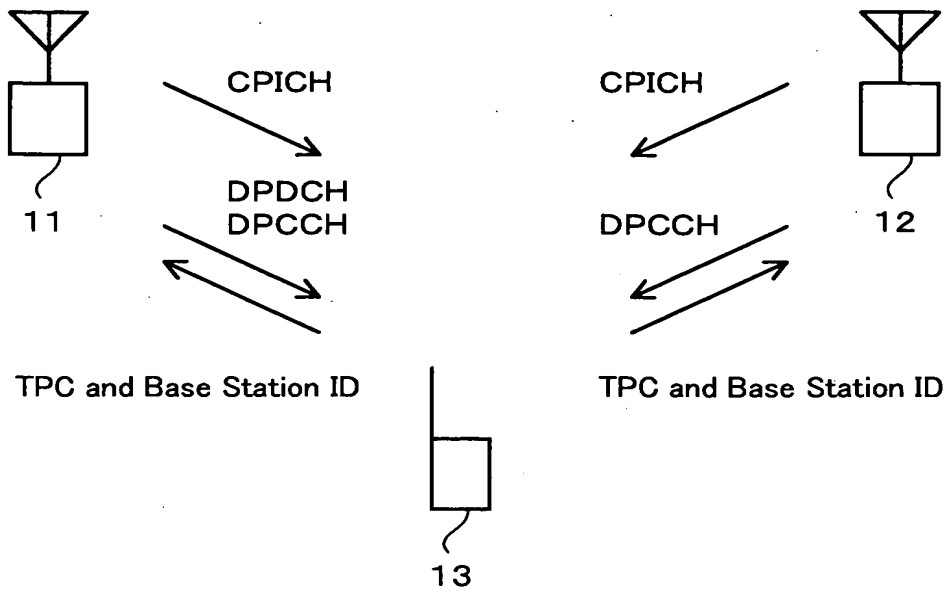 CPICH
CPICH
11
12
DPDCH
DPCCH
DPCCH
TPC and Base Station ID
TPC and Base Station ID
13